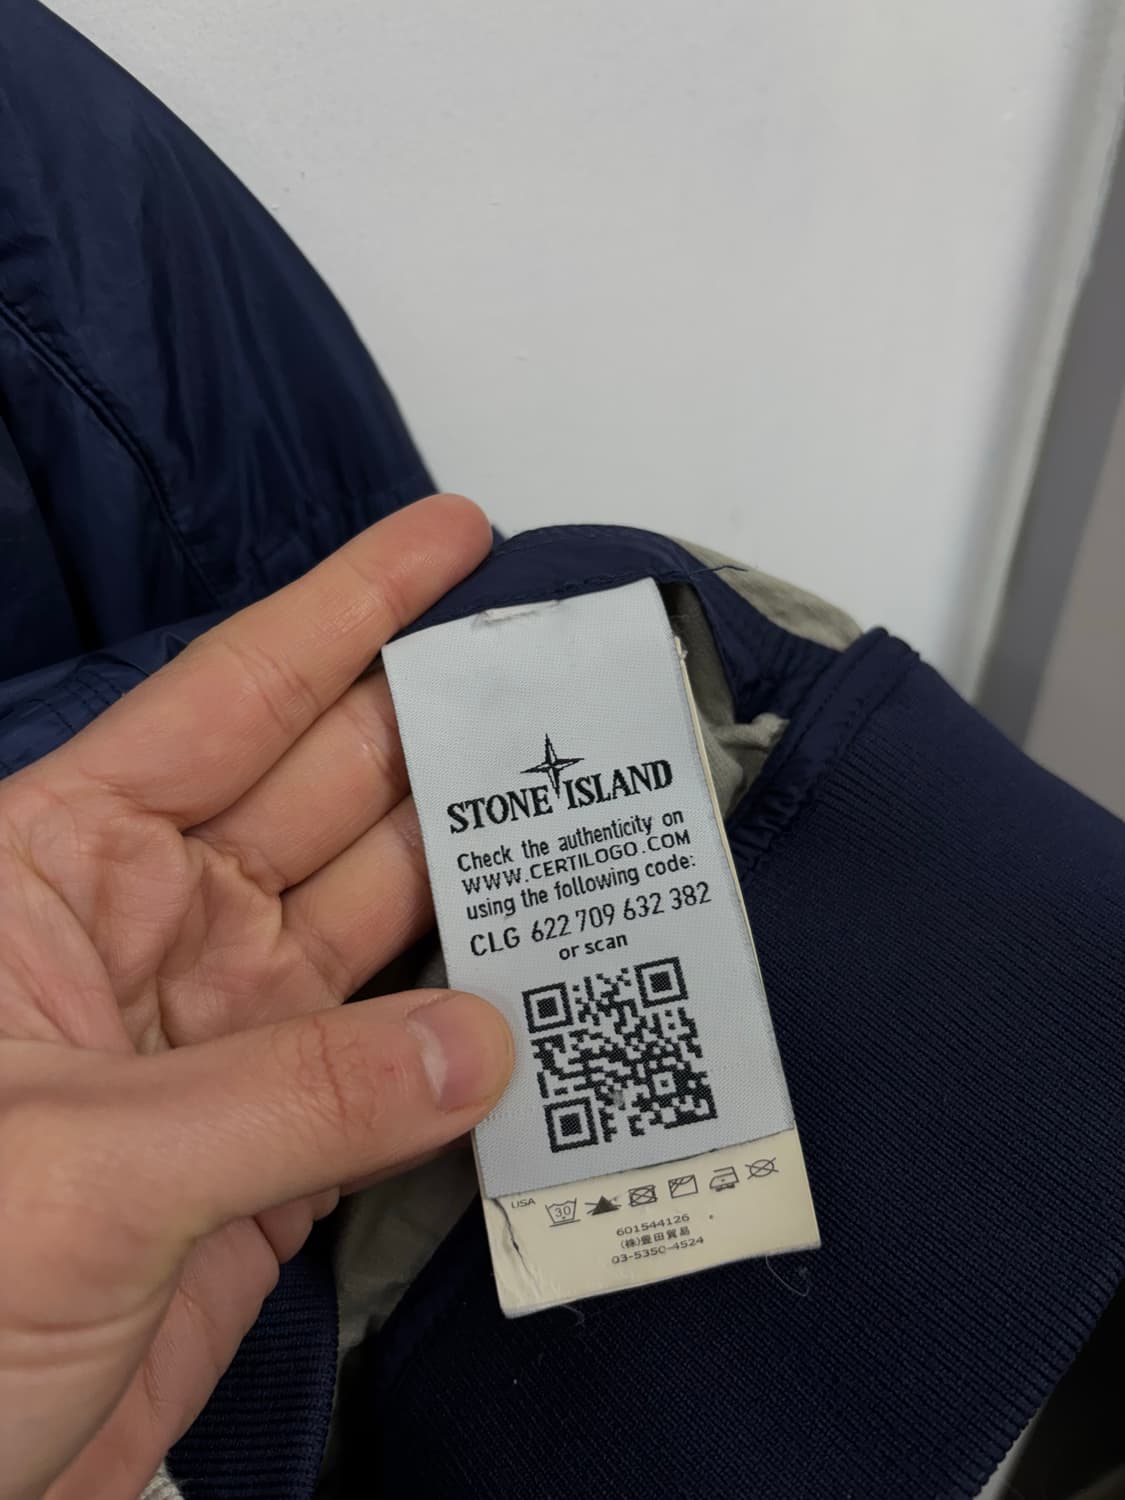 STONE ISLAND
Check the authenticity on
WWW.CERTILOGO.COM
using the following code:
CLG 622 709 632 382
or scan
USA
30
601544126
(株)豊田貿易
03-5350-4524